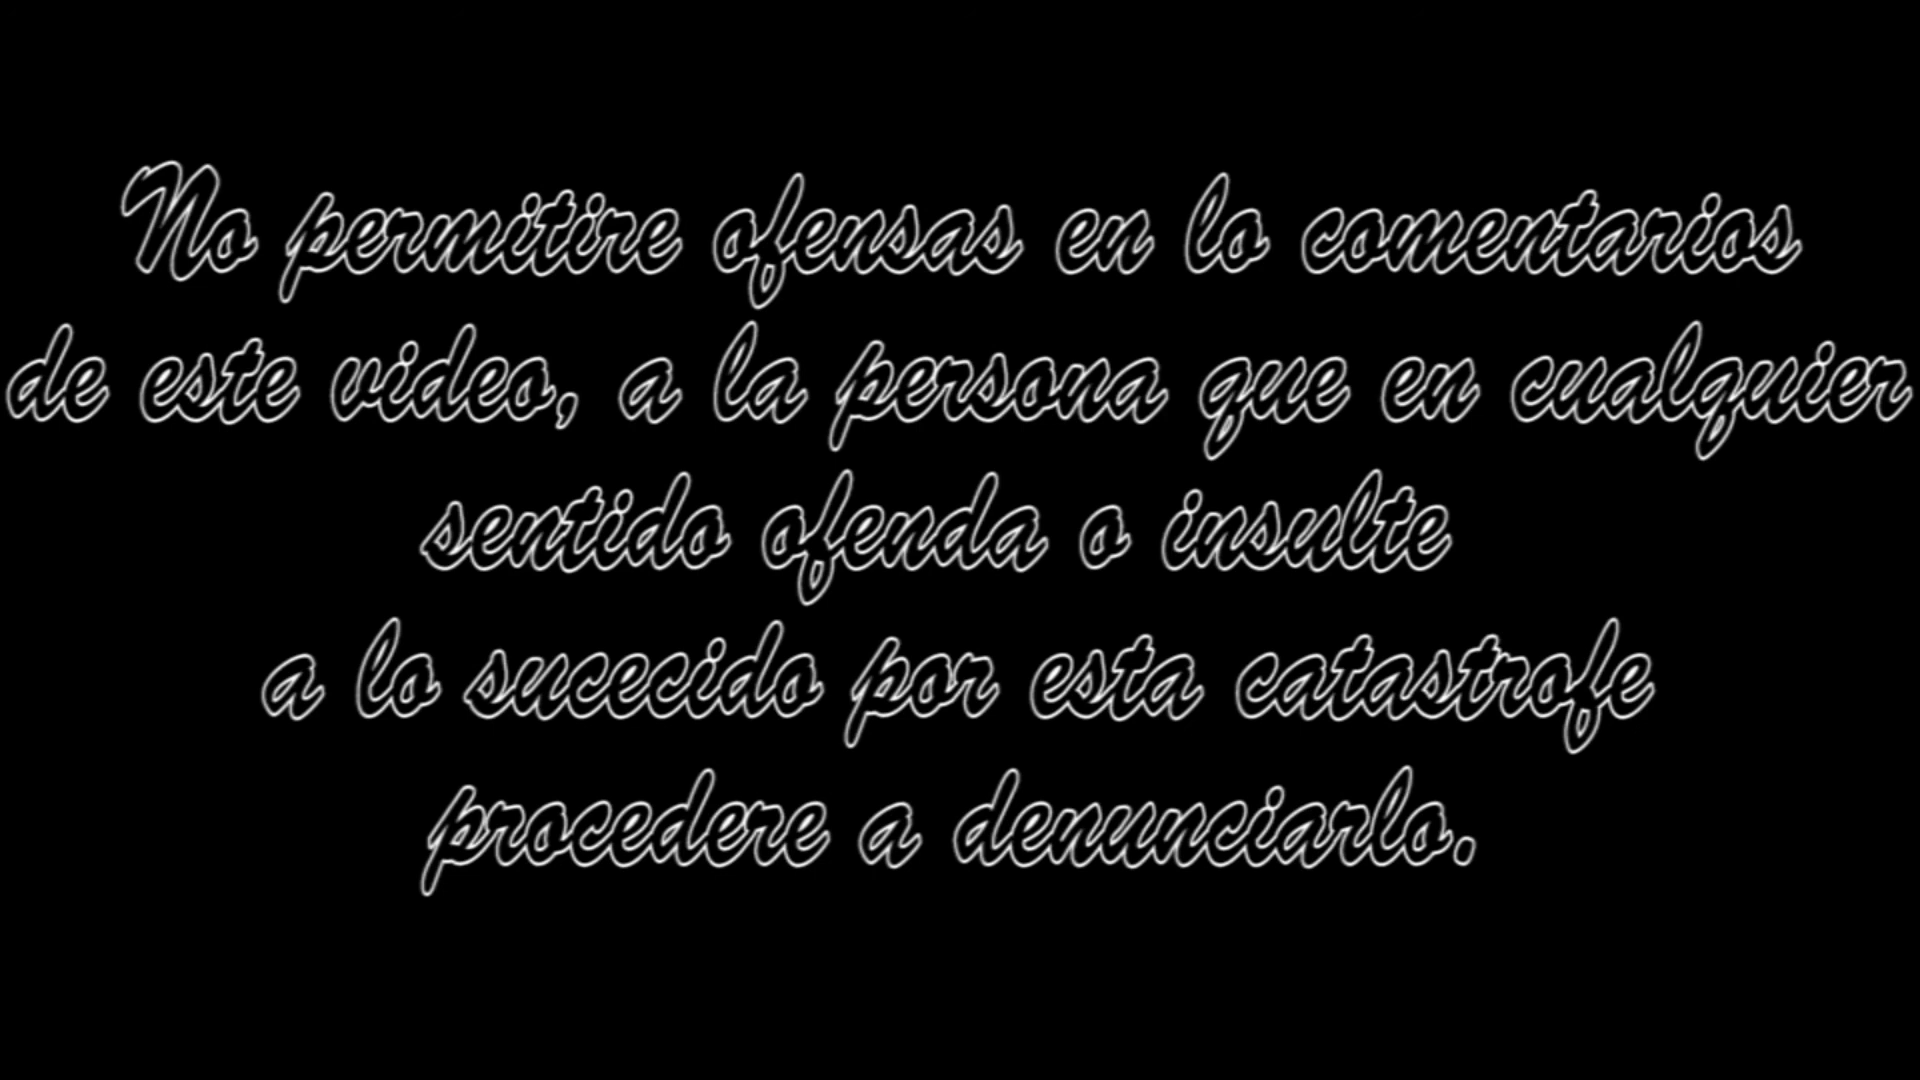 No permitire ofensas en lo comentarios
de este video, a la persona que en cualquier
sentido ofenda o insulte
a lo sucecido por esta catastrofe
procedere a denunciarlo.